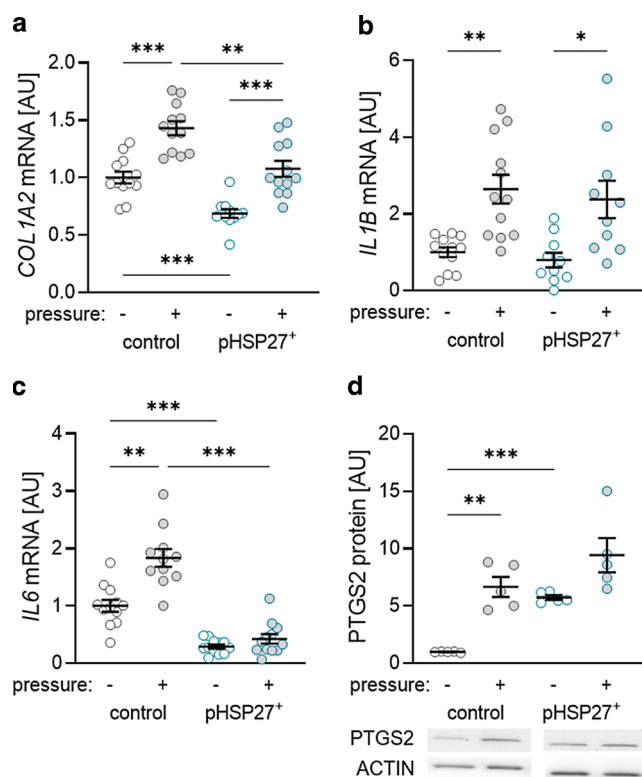 a
***
**
***
***
COL1A2 mRNA [AU]
2.0
1.5
1.0
0.5
0.0
pressure: - + - +
control pHSP27+
b
**
*
IL1B mRNA [AU]
6
4
2
0
pressure: - + - +
control pHSP27+
c
***
**
***
IL6 mRNA [AU]
4
3
2
1
0
pressure: - + - +
control pHSP27+
d
***
**
PTGS2 protein [AU]
20
15
10
5
0
pressure: - + - +
control pHSP27+
PTGS2
ACTIN